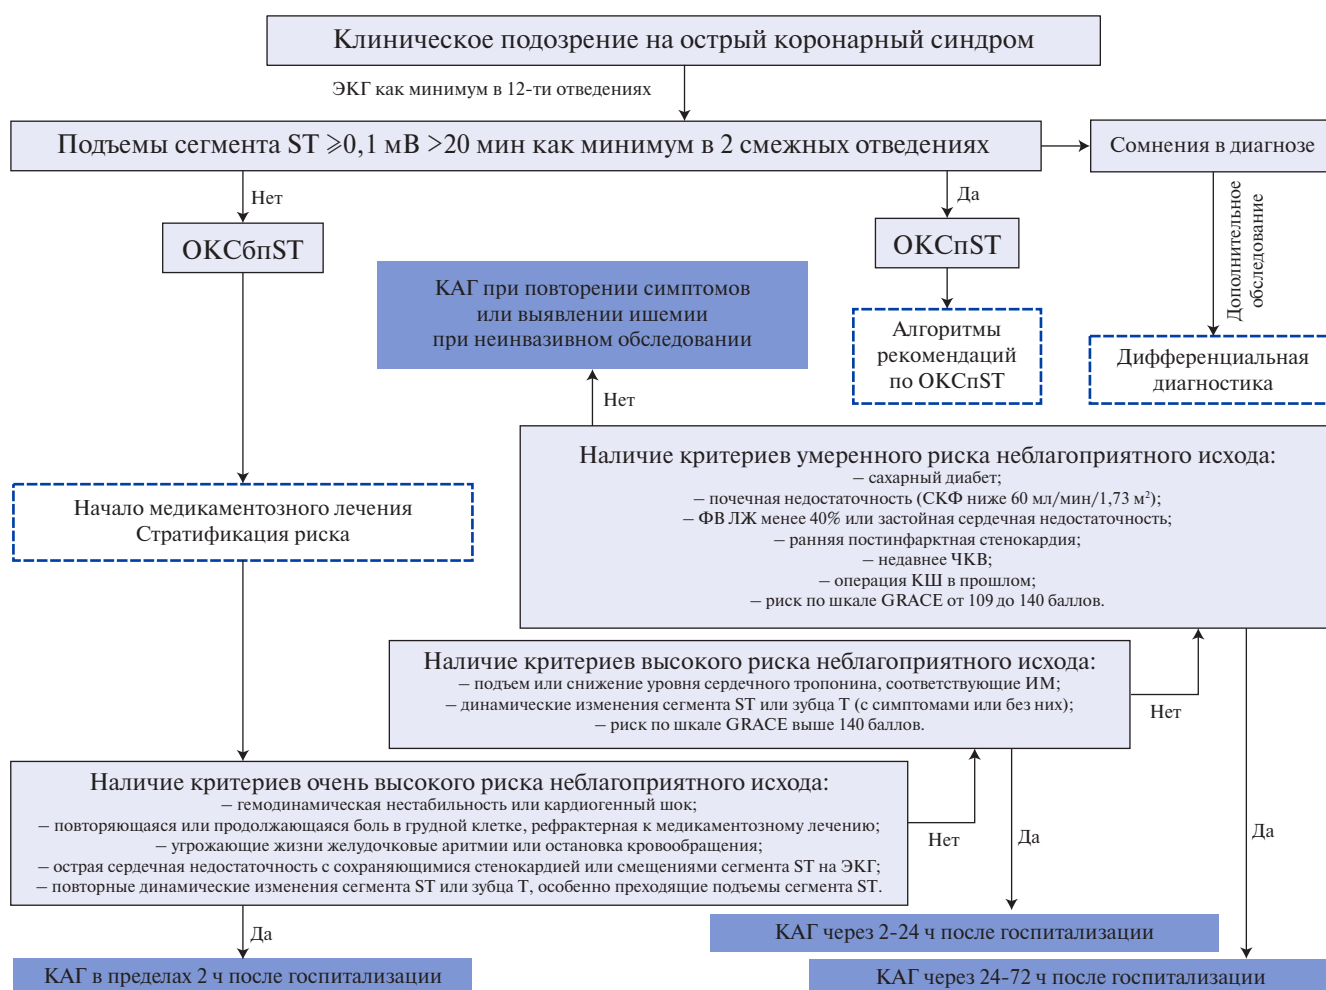 Клиническое подозрение на острый коронарный синдром
ЭКГ как минимум в 12-ти отведениях
Подъемы сегмента ST ≥0,1 мВ >20 мин как минимум в 2 смежных отведениях
Сомнения в диагнозе
Нет
Да
Дополнительное
обследование
ОКСбпST
ОКСпST
КАГ при повторении симптомов
или выявлении ишемии
при неинвазивном обследовании
Алгоритмы
рекомендаций
по ОКСпST
Дифференциальная
диагностика
Нет
Наличие критериев умеренного риска неблагоприятного исхода:
– сахарный диабет;
– почечная недостаточность (СКФ ниже 60 мл/мин/1,73 м²);
– ФВ ЛЖ менее 40% или застойная сердечная недостаточность;
– ранняя постинфарктная стенокардия;
– недавнее ЧКВ;
– операция КШ в прошлом;
– риск по шкале GRACE от 109 до 140 баллов.
Начало медикаментозного лечения
Стратификация риска
Наличие критериев высокого риска неблагоприятного исхода:
– подъем или снижение уровня сердечного тропонина, соответствующие ИМ;
– динамические изменения сегмента ST или зубца T (с симптомами или без них);
– риск по шкале GRACE выше 140 баллов.
Нет
Наличие критериев очень высокого риска неблагоприятного исхода:
– гемодинамическая нестабильность или кардиогенный шок;
– повторяющаяся или продолжающаяся боль в грудной клетке, рефрактерная к медикаментозному лечению;
– угрожающие жизни желудочковые аритмии или остановка кровообращения;
– острая сердечная недостаточность с сохраняющимися стенокардией или смещениями сегмента ST на ЭКГ;
– повторные динамические изменения сегмента ST или зубца T, особенно преходящие подъемы сегмента ST.
Нет
Да
Да
Да
КАГ через 2-24 ч после госпитализации
КАГ в пределах 2 ч после госпитализации
КАГ через 24-72 ч после госпитализации